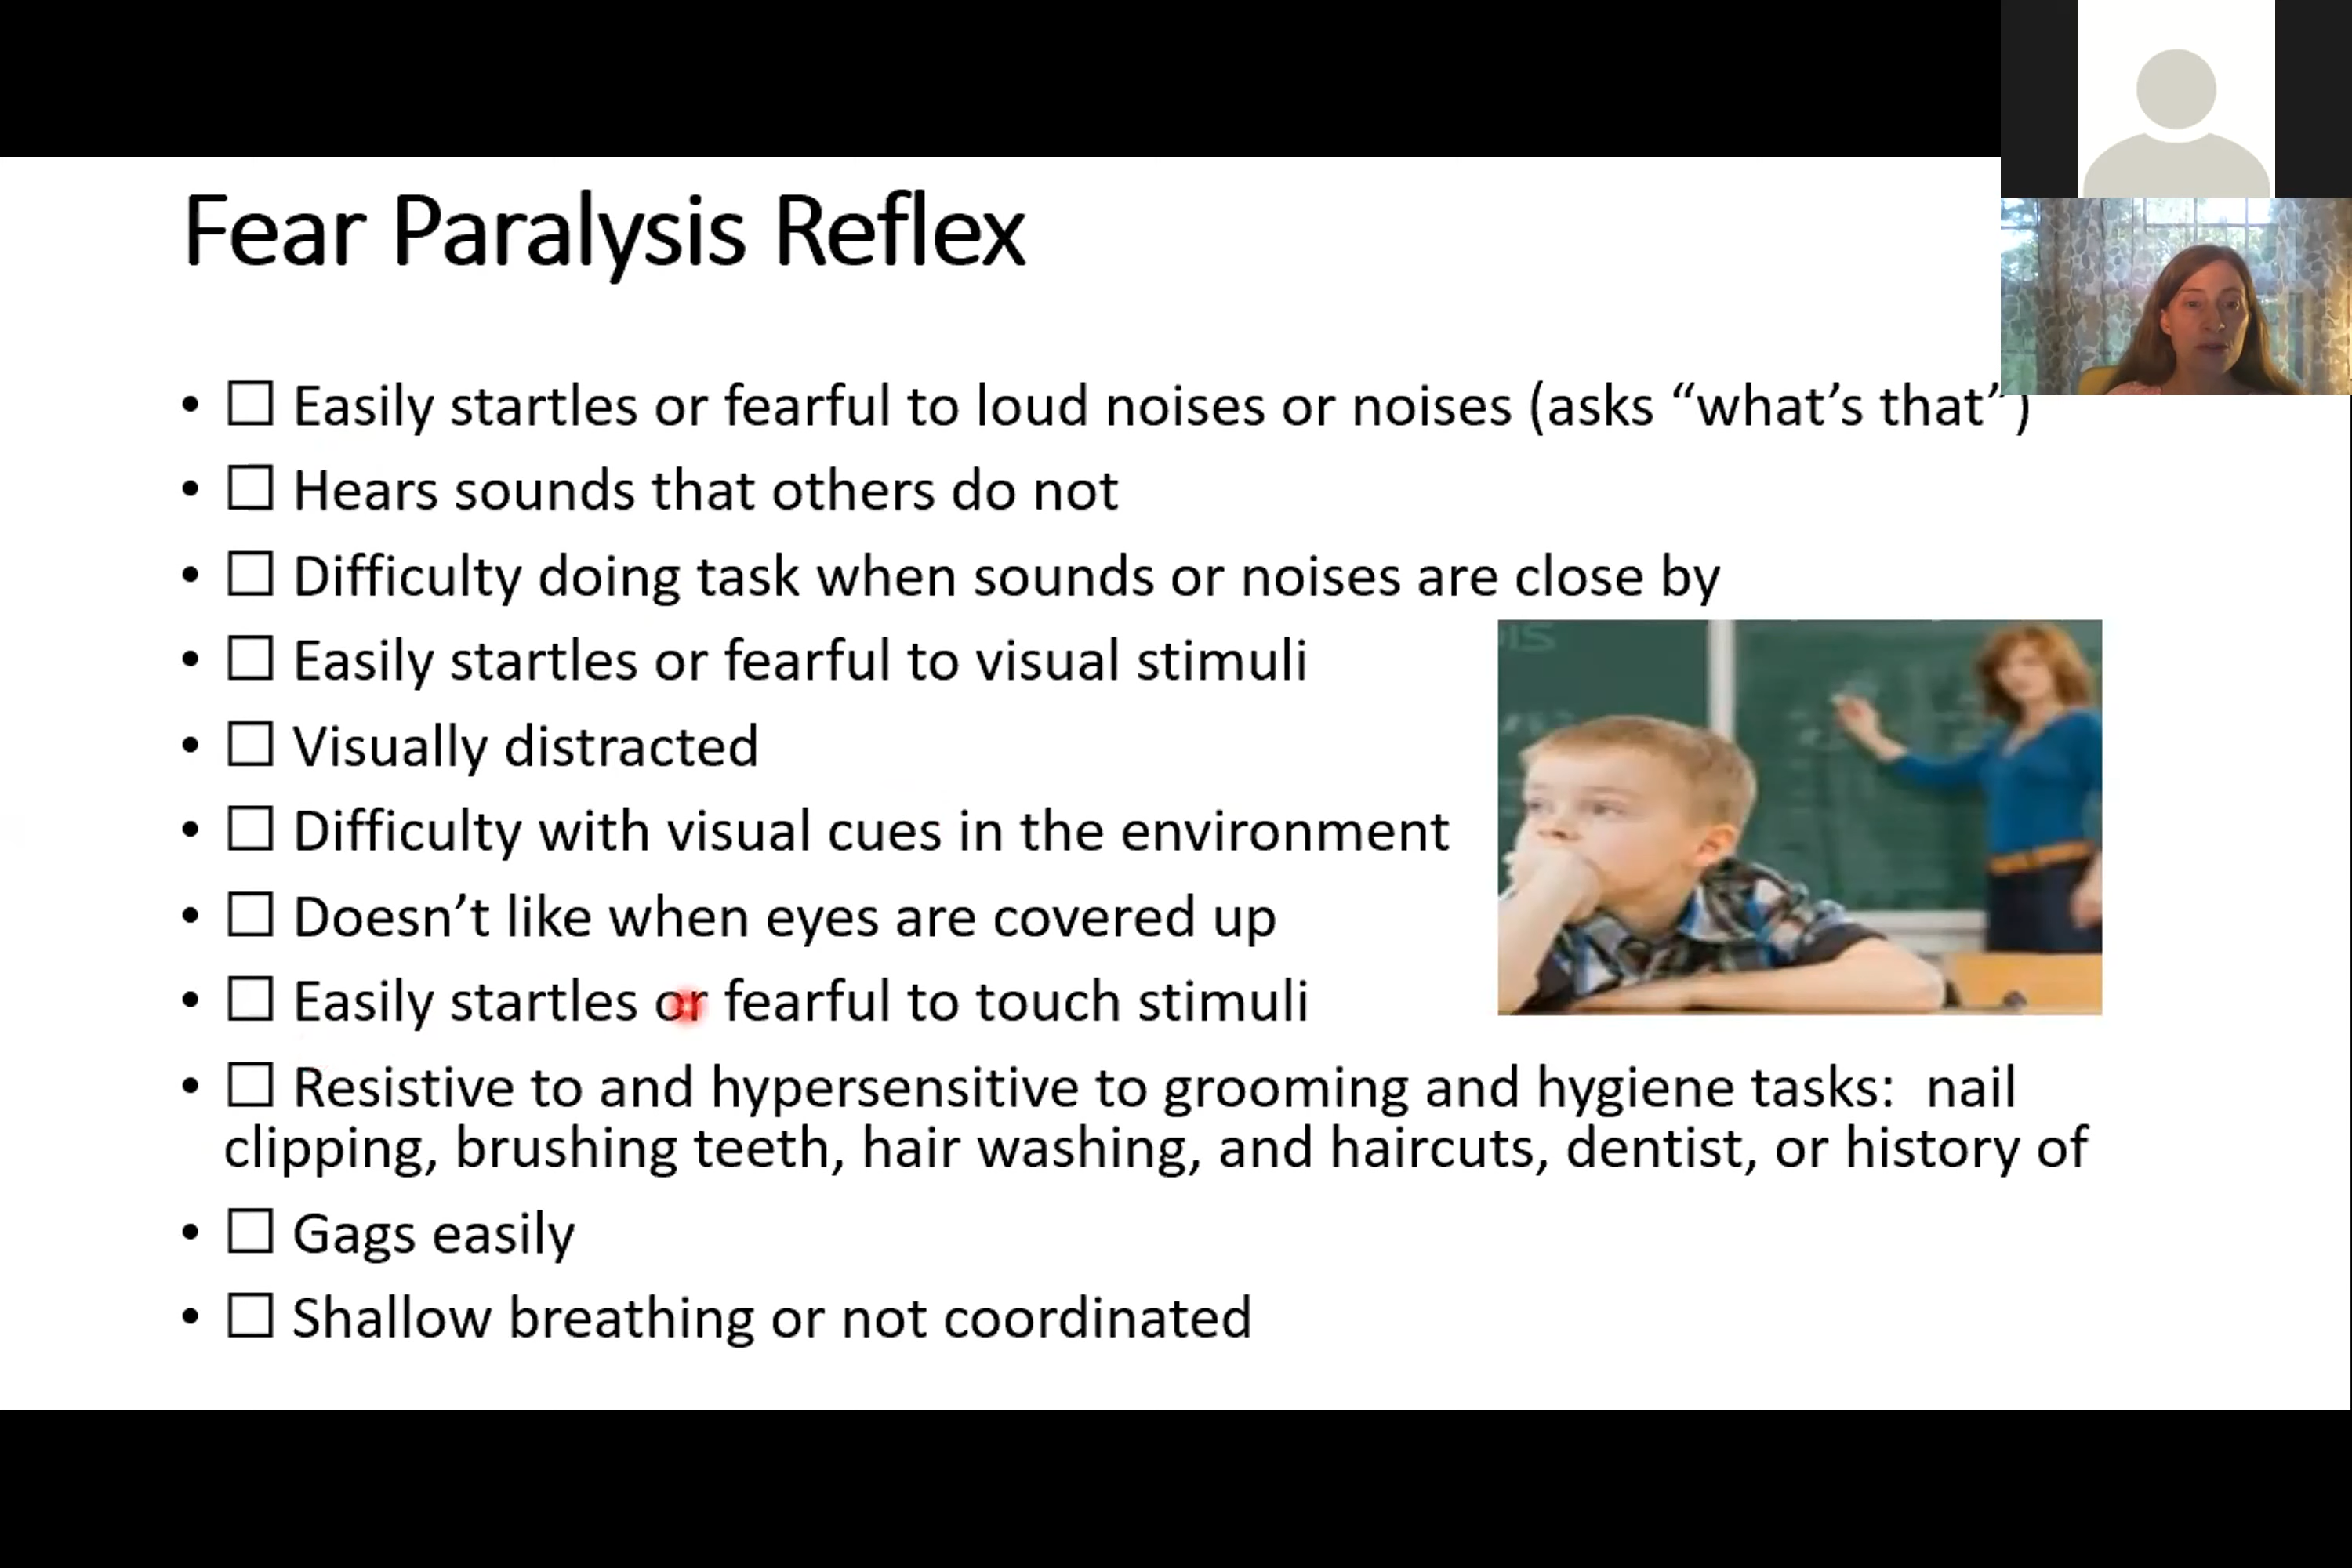 Fear Paralysis Reflex
• ☐ Easily startles or fearful to loud noises or noises (asks “what’s that”)
• ☐ Hears sounds that others do not
• ☐ Difficulty doing task when sounds or noises are close by
• ☐ Easily startles or fearful to visual stimuli
• ☐ Visually distracted
• ☐ Difficulty with visual cues in the environment
• ☐ Doesn’t like when eyes are covered up
• ☐ Easily startles or fearful to touch stimuli
• ☐ Resistive to and hypersensitive to grooming and hygiene tasks:  nail
clipping, brushing teeth, hair washing, and haircuts, dentist, or history of
• ☐ Gags easily
• ☐ Shallow breathing or not coordinated